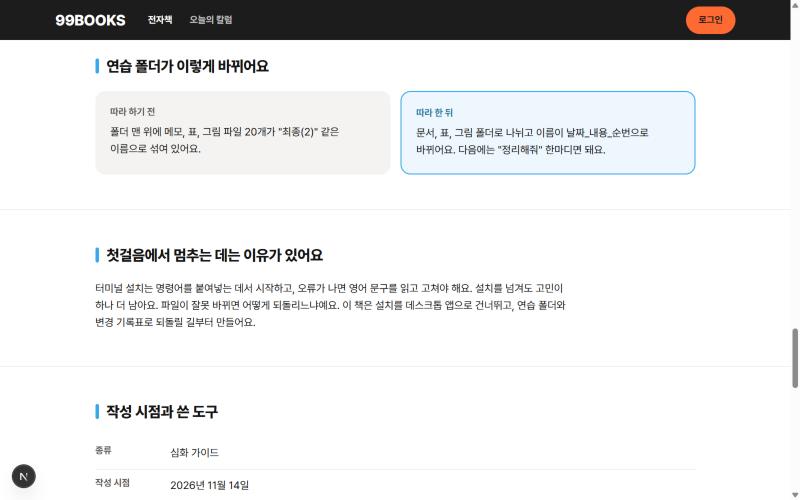 99BOOKS 전자책 오늘의 칼럼 로그인
연습 폴더가 이렇게 바뀌어요
따라 하기 전
폴더 맨 위에 메모, 표, 그림 파일 20개가 "최종(2)" 같은
이름으로 섞여 있어요.
따라 한 뒤
문서, 표, 그림 폴더로 나뉘고 이름이 날짜_내용_순번으로
바뀌어요. 다음에는 "정리해줘" 한마디면 돼요.
첫걸음에서 멈추는 데는 이유가 있어요
터미널 설치는 명령어를 붙여넣는 데서 시작하고, 오류가 나면 영어 문구를 읽고 고쳐야 해요. 설치를 넘겨도 고민이
하나 더 남아요. 파일이 잘못 바뀌면 어떻게 되돌리느냐예요. 이 책은 설치를 데스크톱 앱으로 건너뛰고, 연습 폴더와
변경 기록표로 되돌릴 길부터 만들어요.
작성 시점과 쓴 도구
종류 심화 가이드
작성 시점 2026년 11월 14일
N